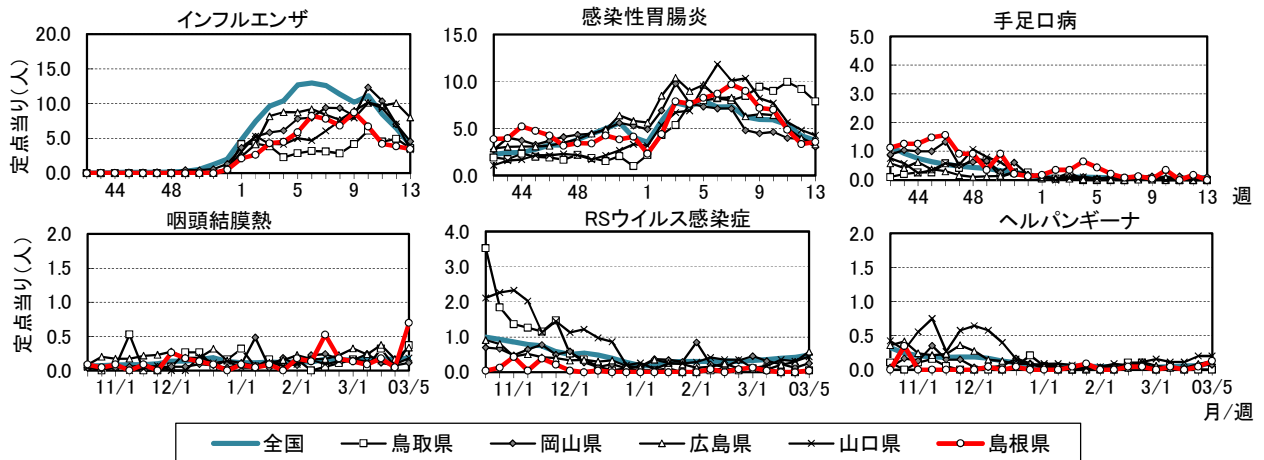 インフルエンザ
感染性胃腸炎
手足口病
定点当り(人)
20.0
15.0
10.0
5.0
0.0
44 48 1 5 9 13
15.0
10.0
5.0
0.0
44 48 1 5 9 13
5.0
4.0
3.0
2.0
1.0
0.0
44 48 1 5 9 13 週
咽頭結膜熱
RSウイルス感染症
ヘルパンギーナ
定点当り(人)
2.0
1.5
1.0
0.5
0.0
11/1 12/1 1/1 2/1 3/1 03/5
4.0
3.0
2.0
1.0
0.0
11/1 12/1 1/1 2/1 3/1 03/5
2.0
1.5
1.0
0.5
0.0
11/1 12/1 1/1 2/1 3/1 03/5
月/週
全国 鳥取県 岡山県 広島県 山口県 島根県